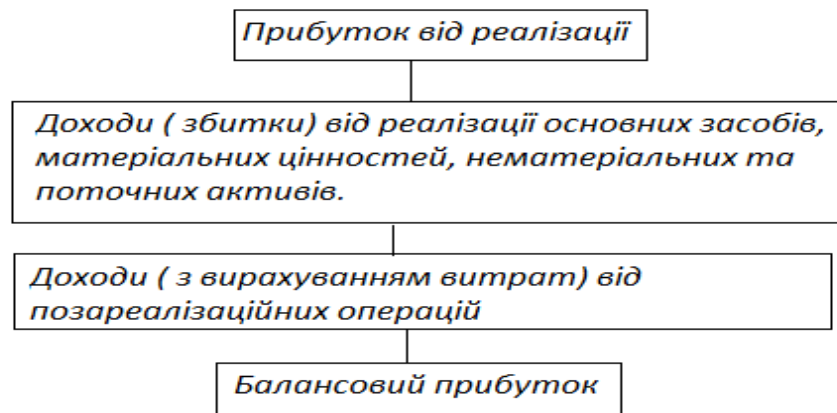 Прибуток від реалізації
Доходи ( збитки) від реалізації основних засобів,
матеріальних цінностей, нематеріальних та
поточних активів.
Доходи ( з вирахуванням витрат) від
позареалізаційних операцій
Балансовий прибуток